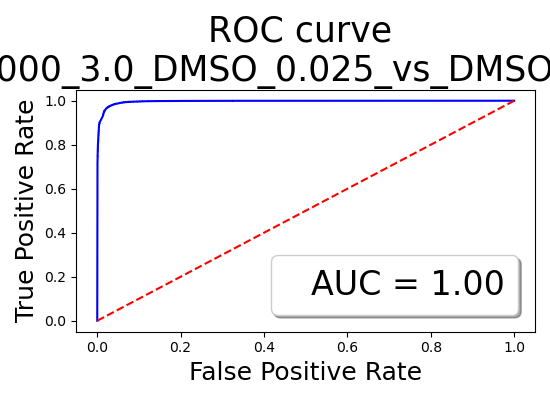 ROC curve
000_3.0_DMSO_0.025_vs_DMSO
1.0
0.8
0.6
0.4
0.2
0.0
True Positive Rate
AUC = 1.00
0.0 0.2 0.4 0.6 0.8 1.0
False Positive Rate